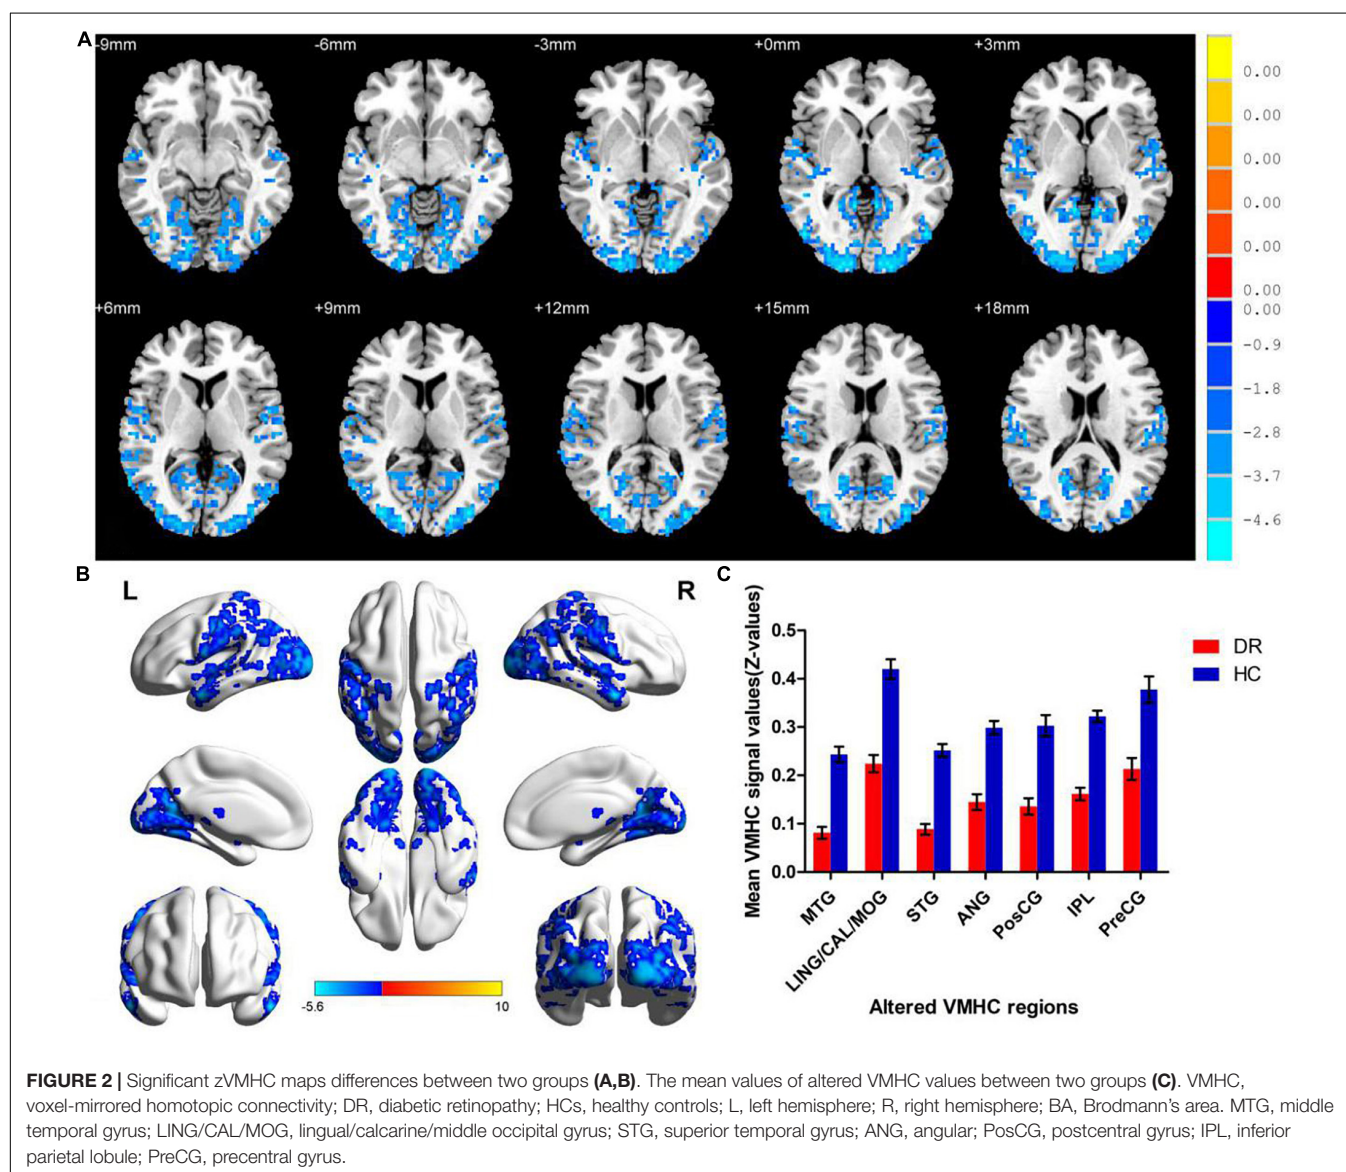 A
-9mm
-6mm
-3mm
+0mm
+3mm
+6mm
+9mm
+12mm
+15mm
+18mm
0.00
0.00
0.00
0.00
0.00
0.00
0.00
-0.9
-1.8
-2.8
-3.7
-4.6
B
L
R
-5.6
10
C
Mean VMHC signal values(Z-values)
0.5
0.4
0.3
0.2
0.1
0.0
DR
HC
MTG
LING/CAL/MOG
STG
ANG
PosCG
IPL
PreCG
Altered VMHC regions
FIGURE 2 | Significant zVMHC maps differences between two groups (A,B). The mean values of altered VMHC values between two groups (C). VMHC,
voxel-mirrored homotopic connectivity; DR, diabetic retinopathy; HCs, healthy controls; L, left hemisphere; R, right hemisphere; BA, Brodmann's area. MTG, middle
temporal gyrus; LING/CAL/MOG, lingual/calcarine/middle occipital gyrus; STG, superior temporal gyrus; ANG, angular; PosCG, postcentral gyrus; IPL, inferior
parietal lobule; PreCG, precentral gyrus.